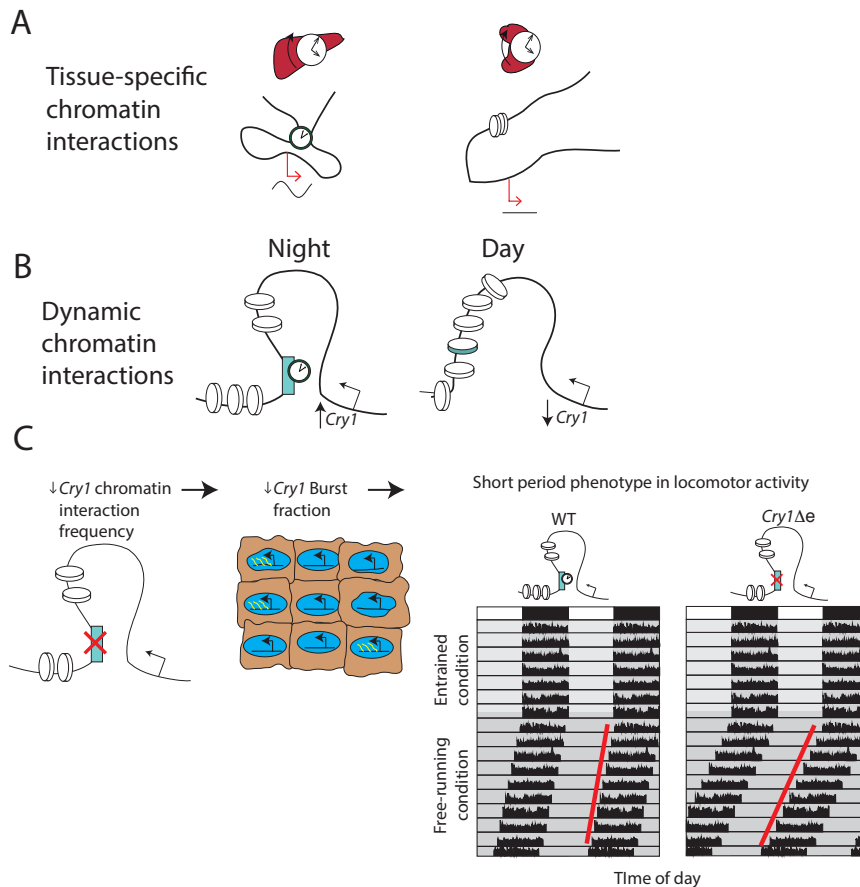 A
Tissue-specific
chromatin
interactions
B
Night
Day
Dynamic
chromatin
interactions
Cry1
Cry1
C
↓Cry1 chromatin
interaction
frequency
↓Cry1 Burst
fraction
Short period phenotype in locomotor activity
WT
Cry1Δe
Entrained
condition
Free-running
condition
TIme of day